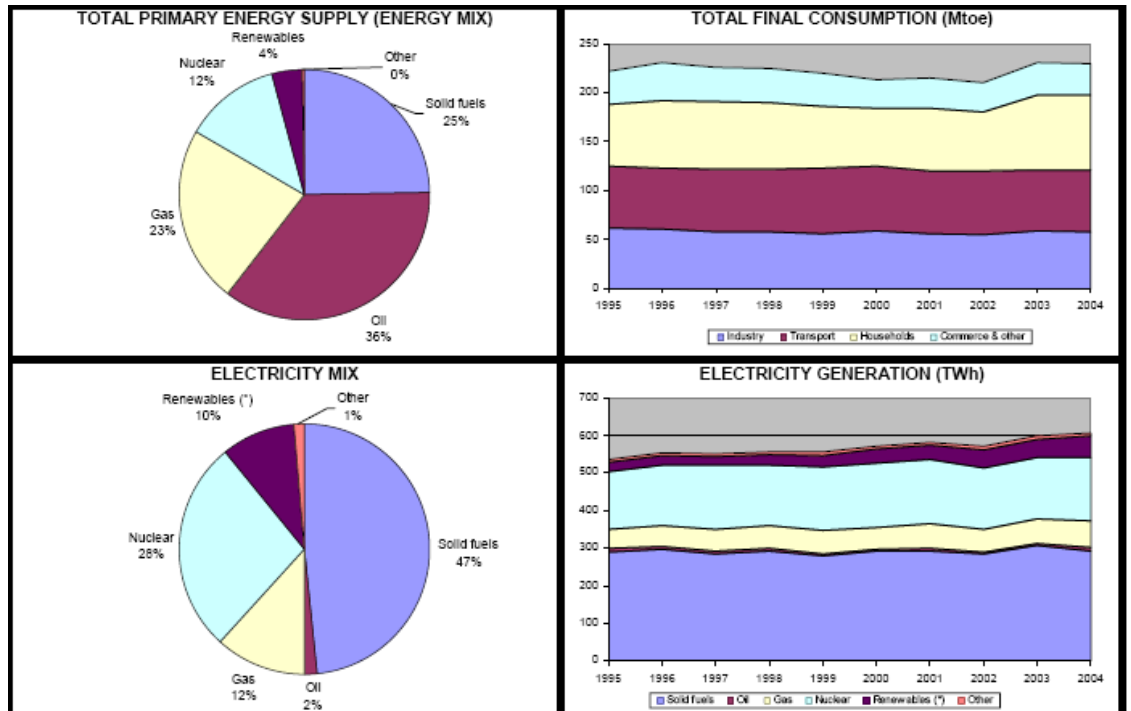 TOTAL PRIMARY ENERGY SUPPLY (ENERGY MIX)
Renewables
4%
Other
0%
Nuclear
12%
Solid fuels
25%
Gas
23%
Oil
36%
TOTAL FINAL CONSUMPTION (Mtoe)
250
200
150
100
50
0
1995 1996 1997 1998 1999 2000 2001 2002 2003 2004
Industry Transport Households Commerce & other
ELECTRICITY MIX
Renewables (*)
10%
Other
1%
Nuclear
28%
Solid fuels
47%
Gas
12%
Oil
2%
ELECTRICITY GENERATION (TWh)
700
600
500
400
300
200
100
0
1995 1996 1997 1998 1999 2000 2001 2002 2003 2004
Solid fuels Oil Gas Nuclear Renewables (*) Other